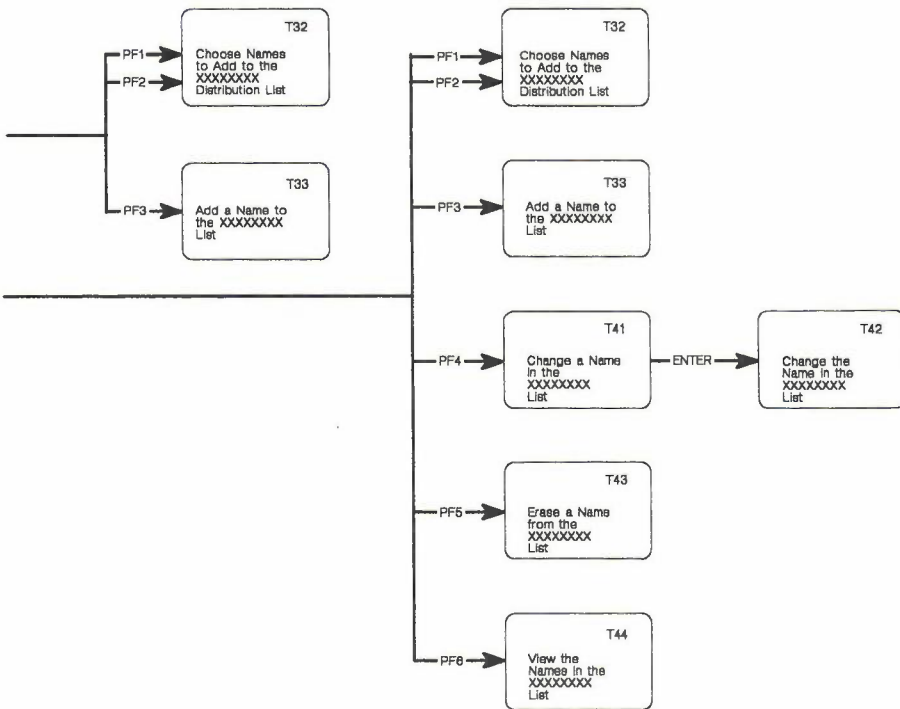 T32
PF1
Choose Names
to Add to the
XXXXXXXX
PF2
Distribution List
T33
PF3
Add a Name to
the XXXXXXXX
List
T32
PF1
Choose Names
to Add to the
XXXXXXXX
PF2
Distribution List
T33
PF3
Add a Name to
the XXXXXXXX
List
T41
PF4
Change a Name
in the
XXXXXXXX
List
ENTER
T42
Change the
Name in the
XXXXXXXX
List
T43
PF5
Erase a Name
from the
XXXXXXXX
List
T44
PF6
View the
Names in the
XXXXXXXX
List